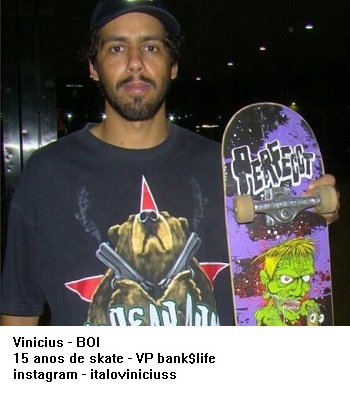 PERFECT
Vinicius - BOI
15 anos de skate - VP bank$life
instagram - italoviniciuss